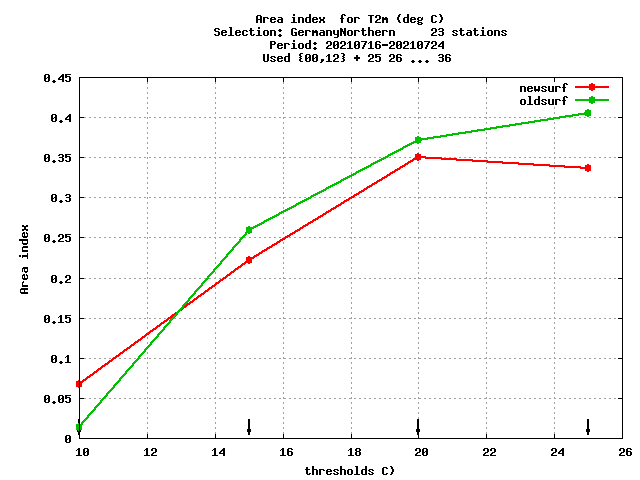 Area index  for T2m (deg C)
Selection: GermanyNorthern     23 stations
Period: 20210716-20210724
Used {00,12} + 25 26 ... 36
newsurf
oldsurf
0.45
0.4
0.35
0.3
0.25
0.2
0.15
0.1
0.05
0
Area index
10 12 14 16 18 20 22 24 26
thresholds C)